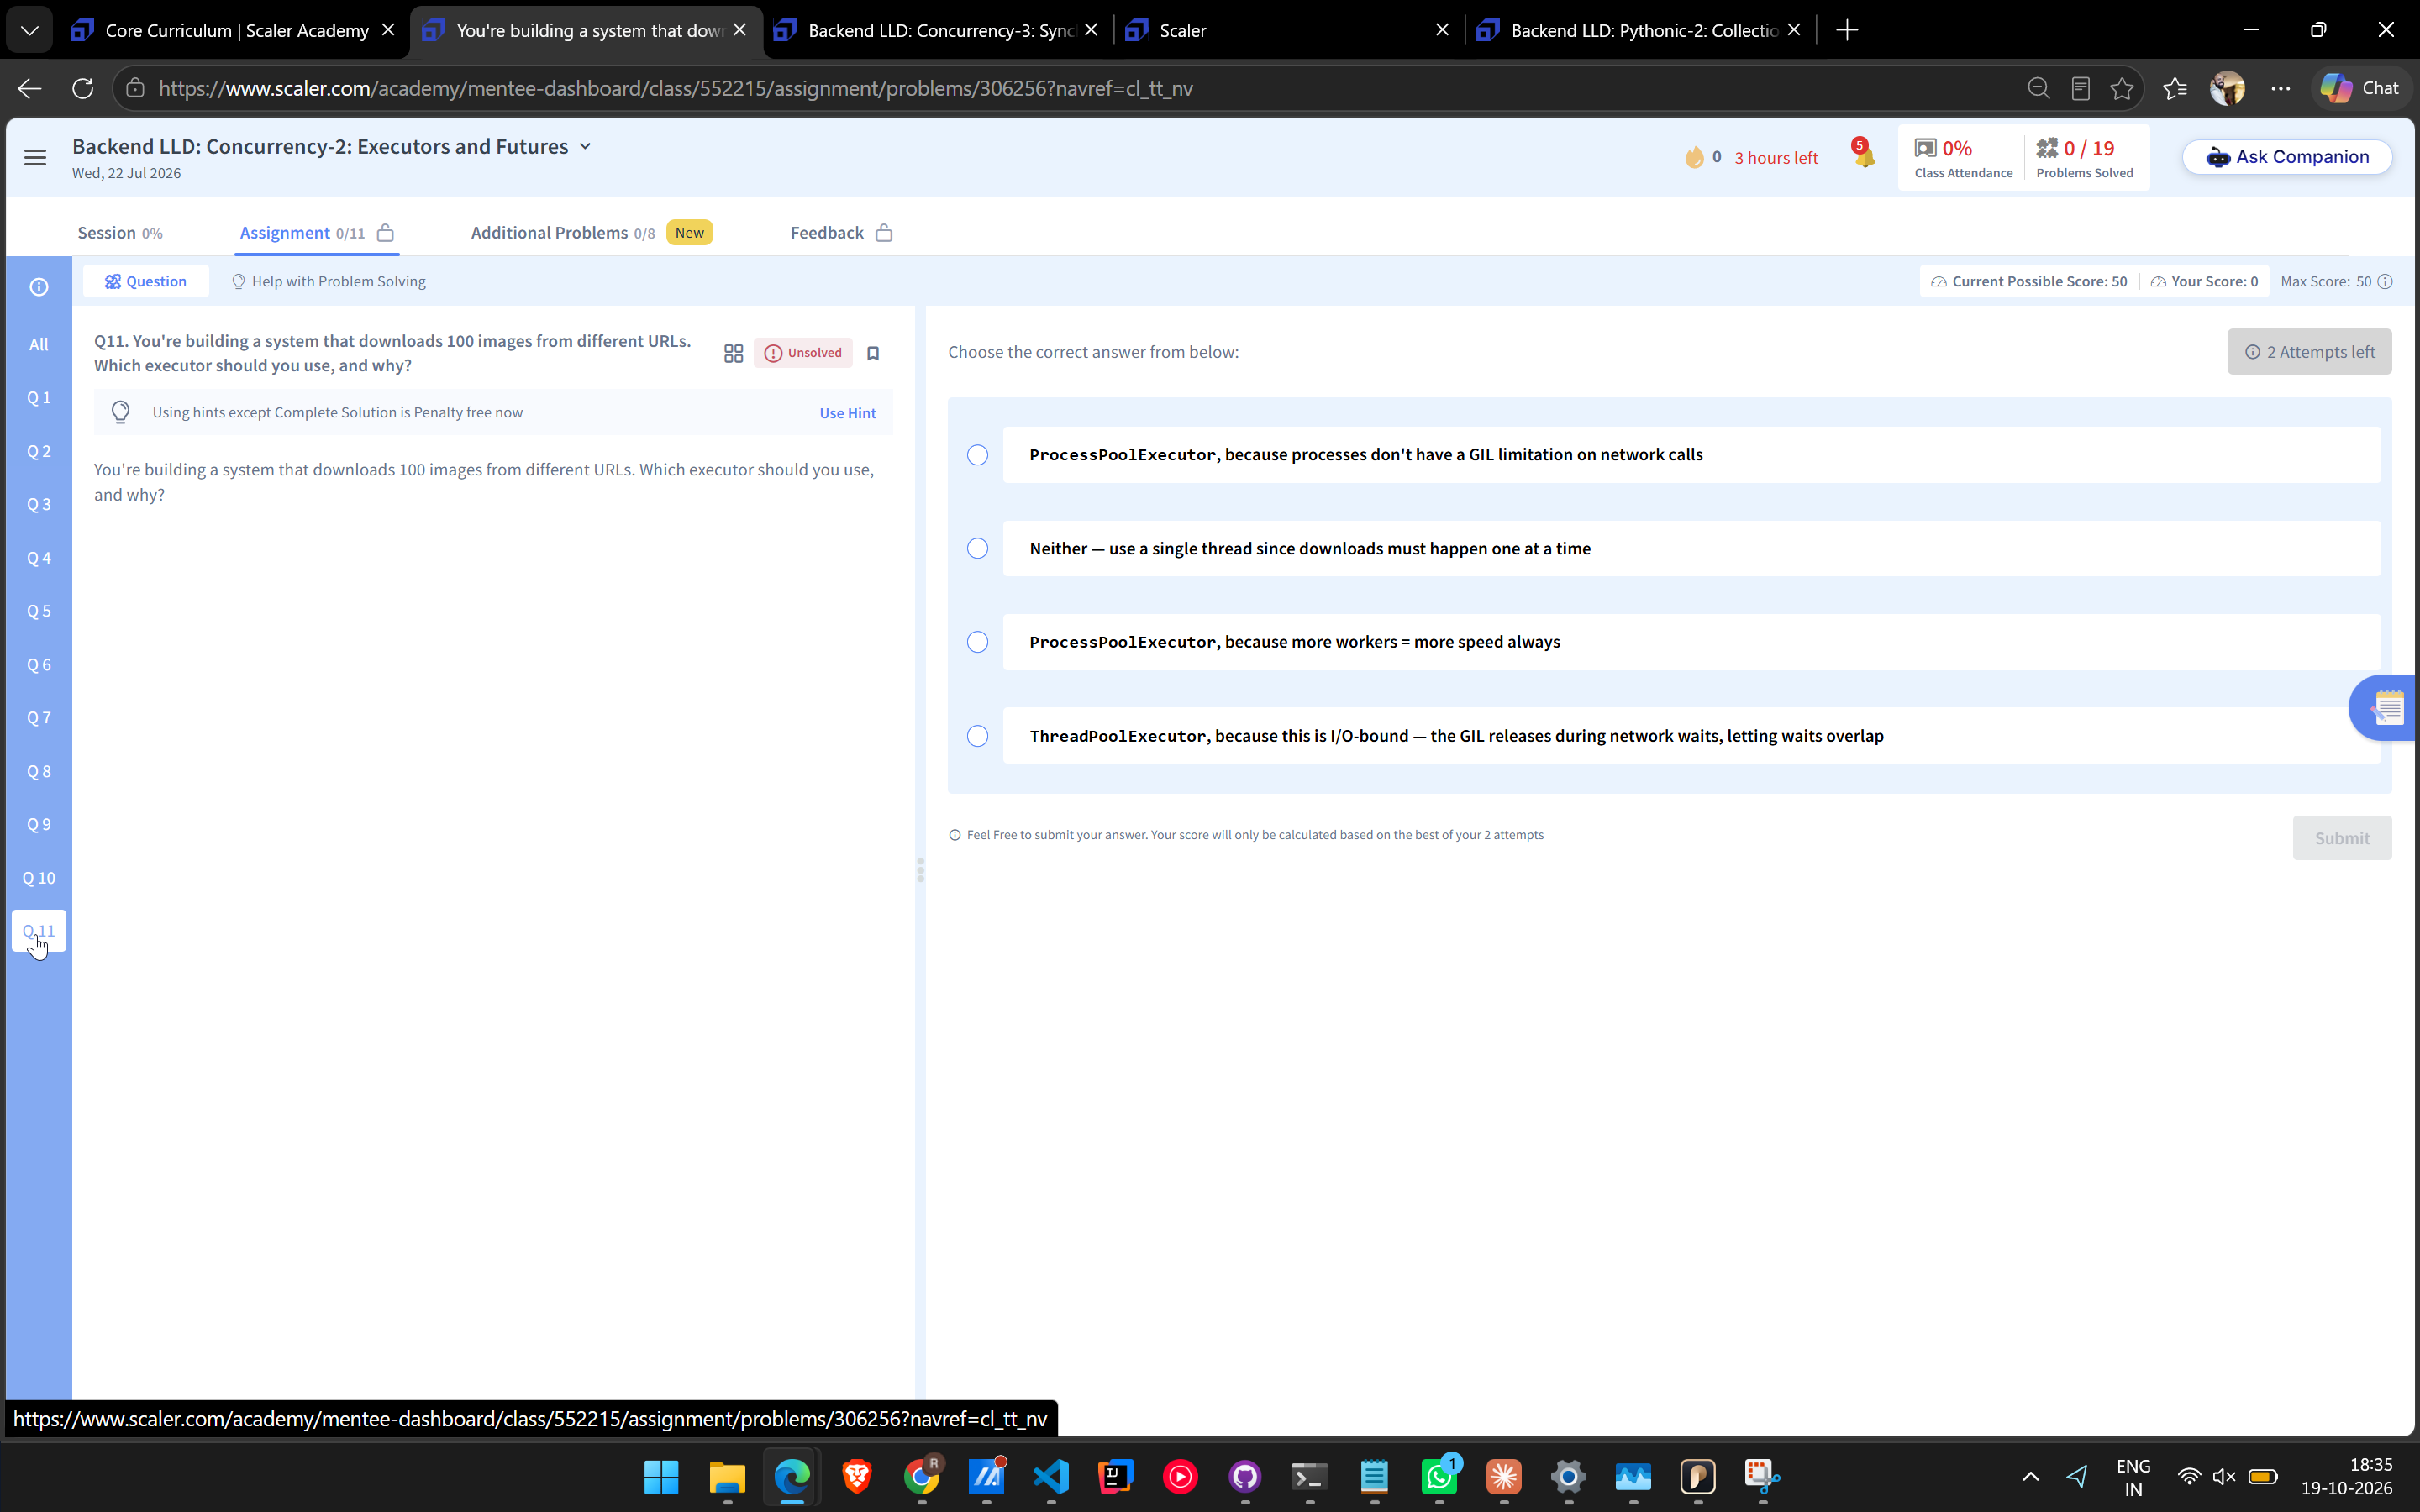 Core Curriculum | Scaler Academy
You're building a system that dow
Backend LLD: Concurrency-3: Sync
Scaler
Backend LLD: Pythonic-2: Collectio
https://www.scaler.com/academy/mentee-dashboard/class/552215/assignment/problems/306256?navref=cl_tt_nv
Chat
Backend LLD: Concurrency-2: Executors and Futures
Wed, 22 Jul 2026
0 3 hours left
5
0%
Class Attendance
0 / 19
Problems Solved
Ask Companion
Session 0%
Assignment 0/11
Additional Problems 0/8 New
Feedback
Question
Help with Problem Solving
Current Possible Score: 50
Your Score: 0
Max Score: 50
All
Q 1
Q 2
Q 3
Q 4
Q 5
Q 6
Q 7
Q 8
Q 9
Q 10
Q 11
Q11. You're building a system that downloads 100 images from different URLs.
Which executor should you use, and why?
Unsolved
Using hints except Complete Solution is Penalty free now
Use Hint
You're building a system that downloads 100 images from different URLs. Which executor should you use,
and why?
Choose the correct answer from below:
2 Attempts left
ProcessPoolExecutor, because processes don't have a GIL limitation on network calls
Neither — use a single thread since downloads must happen one at a time
ProcessPoolExecutor, because more workers = more speed always
ThreadPoolExecutor, because this is I/O-bound — the GIL releases during network waits, letting waits overlap
Feel Free to submit your answer. Your score will only be calculated based on the best of your 2 attempts
Submit
https://www.scaler.com/academy/mentee-dashboard/class/552215/assignment/problems/306256?navref=cl_tt_nv
R
IJ
1
ENG
IN
18:35
19-10-2026